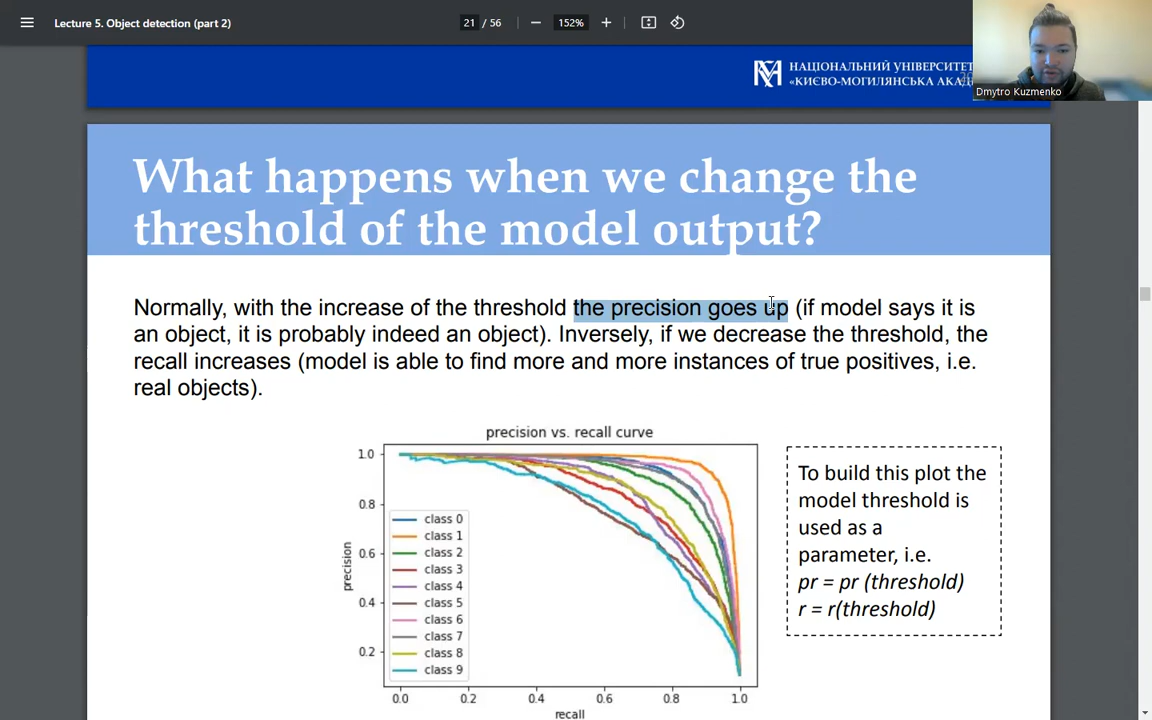 Lecture 5. Object detection (part 2)
21 / 56
152%
НАЦІОНАЛЬНИЙ УНІВЕРСИТЕТ
«КИЄВО-МОГИЛЯНСЬКА АКАД
Dmytro Kuzmenko
What happens when we change the
threshold of the model output?
Normally, with the increase of the threshold the precision goes up (if model says it is
an object, it is probably indeed an object). Inversely, if we decrease the threshold, the
recall increases (model is able to find more and more instances of true positives, i.e.
real objects).
precision vs. recall curve
precision
1.0
0.8
0.6
0.4
0.2
class 0
class 1
class 2
class 3
class 4
class 5
class 6
class 7
class 8
class 9
0.0 0.2 0.4 0.6 0.8 1.0
recall
To build this plot the
model threshold is
used as a
parameter, i.e.
pr = pr (threshold)
r = r(threshold)